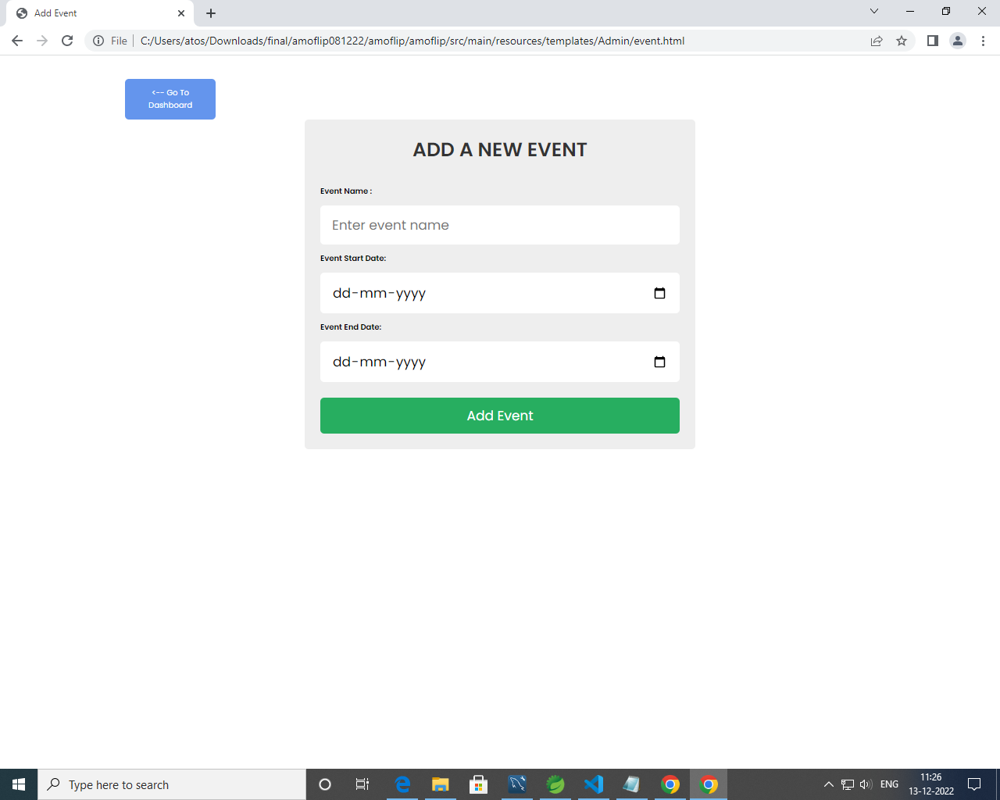 Add Event
File
C:/Users/atos/Downloads/final/amoflip081222/amoflip/amoflip/src/main/resources/templates/Admin/event.html
<-- Go To
Dashboard
ADD A NEW EVENT
Event Name :
Enter event name
Event Start Date:
dd-mm-yyyy
Event End Date:
dd-mm-yyyy
Add Event
Type here to search
ENG
11:26
13-12-2022